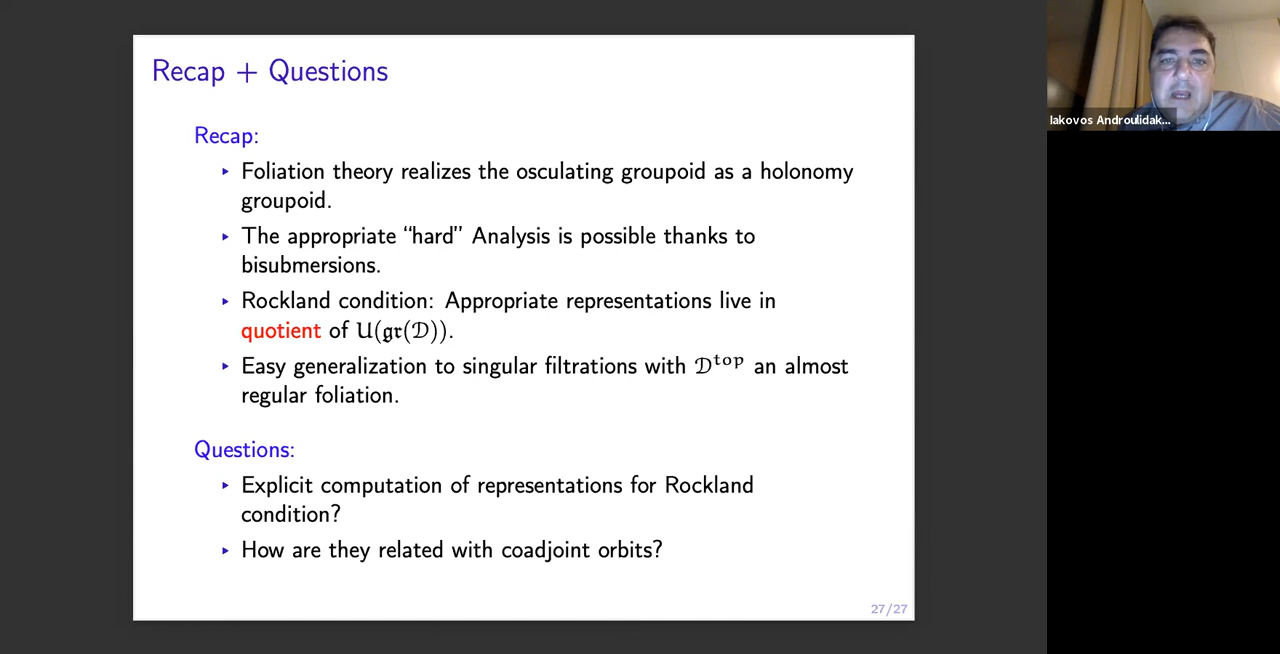 Recap + Questions
Iakovos Androulidak...
Recap:
‣ Foliation theory realizes the osculating groupoid as a holonomy
groupoid.
‣ The appropriate “hard” Analysis is possible thanks to
bisubmersions.
‣ Rockland condition: Appropriate representations live in
quotient of U(𝔤𝔯(𝒟)).
‣ Easy generalization to singular filtrations with 𝒟^top an almost
regular foliation.
Questions:
‣ Explicit computation of representations for Rockland
condition?
‣ How are they related with coadjoint orbits?
27/27